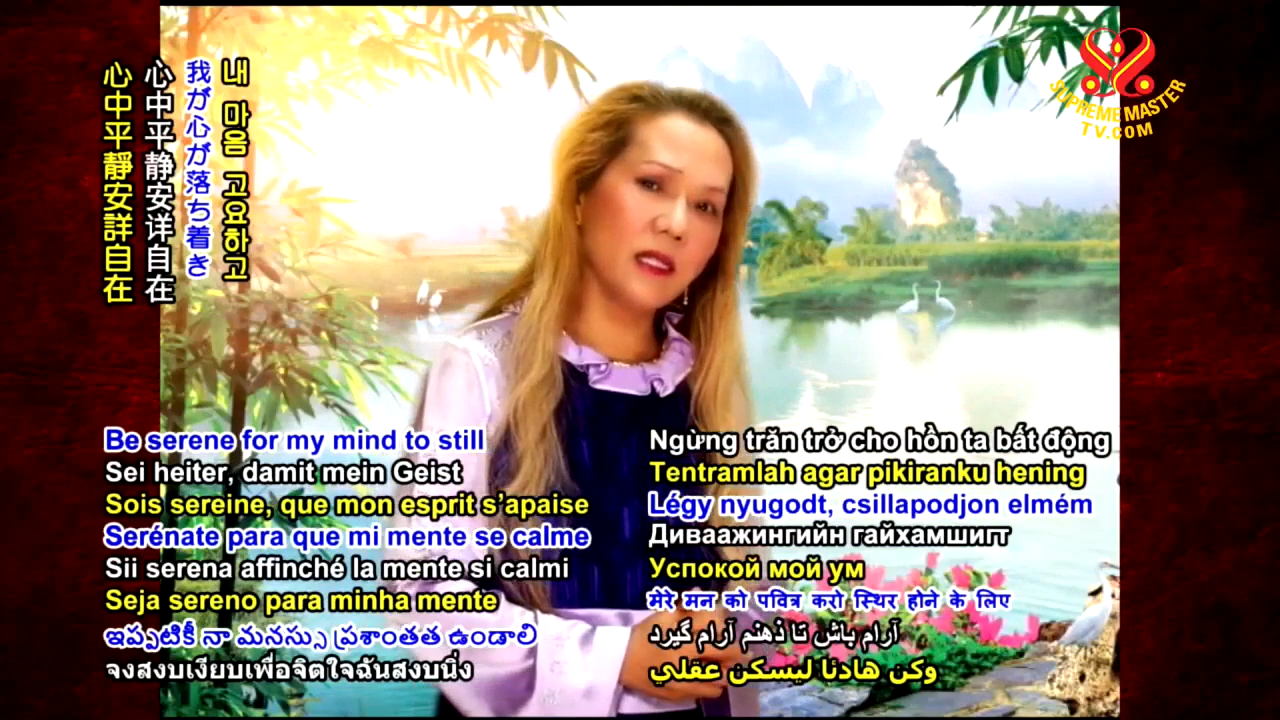 心中平靜安詳自在
心中平静安详自在
我が心が落ち着き
내 마음 고요하고
SUPREME MASTER
TV.COM
Be serene for my mind to still
Sei heiter, damit mein Geist
Sois sereine, que mon esprit s’apaise
Serénate para que mi mente se calme
Sii serena affinché la mente si calmi
Seja sereno para minha mente
ఇప్పటికీ నా మనస్సు ప్రశాంతత ఉండాలి
จงสงบเงียบเพื่อจิตใจฉันสงบนิ่ง
Ngừng trăn trở cho hồn ta bất động
Tentramlah agar pikiranku hening
Légy nyugodt, csillapodjon elmém
Диваажингийн гайхамшигт
Успокой мой ум
मेरे मन को पवित्र करो स्थिर होने के लिए
آرام باش تا ذهنم آرام گیرد
وكن هادئا ليسكن عقلي